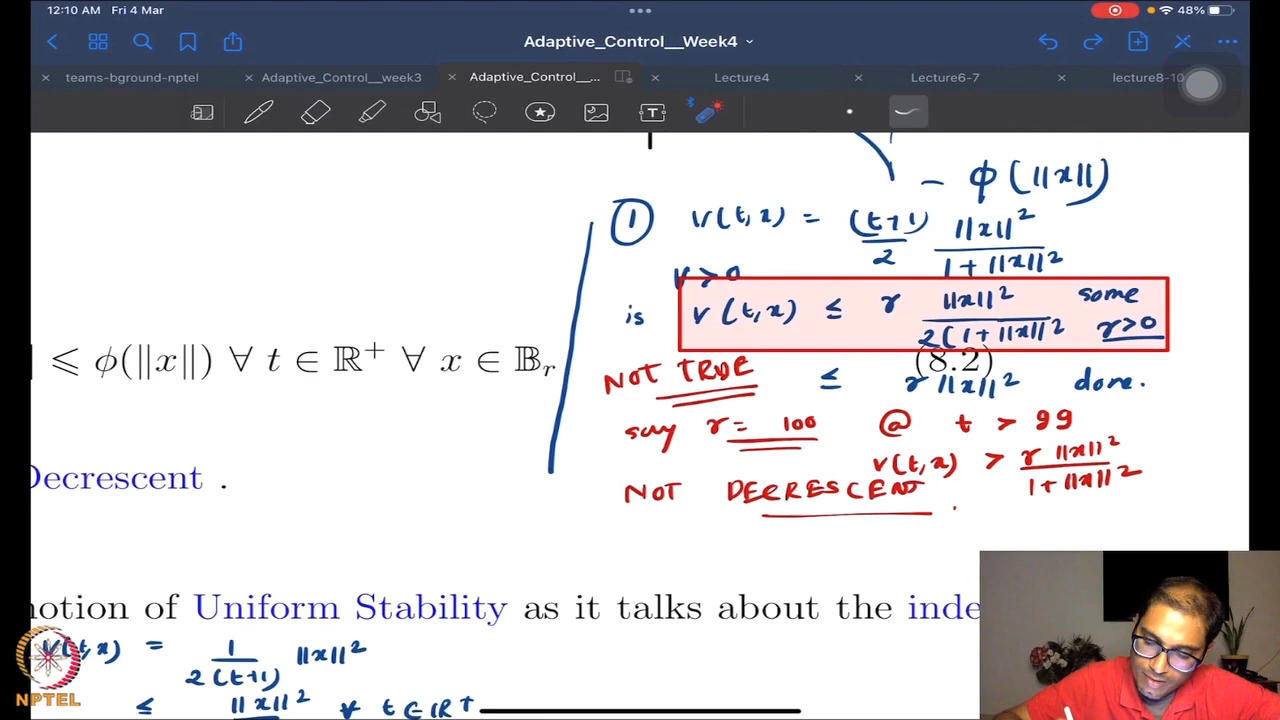 12:10 AM Fri 4 Mar
48%
Adaptive_Control__Week4
teams-bground-nptel
Adaptive_Control__week3
Adaptive_Control__...
Lecture4
Lecture6-7
lecture8-10
T
- ϕ(||x||)
① V(t,x) = (t+1)/2 ||x||²/1+||x||²
V > 0
is V(t,x) ≤ r ||x||²/2(1+||x||² some r>0
| ⩽ ϕ(∥x∥) ∀ t ∈ ℝ⁺ ∀ x ∈ 𝔹ᵣ (8.2)
NOT TRUE ≤ r||x||² done.
say r = 100 @ t > 99
V(t,x) > r||x||²/1+||x||²
Decrescent .
NOT DECRESCENT .
notion of Uniform Stability as it talks about the inde
V(t,x) = 1/2(t+1) ||x||²
≤ ||x||² ∀ t ∈ ℝ⁺
NPTEL